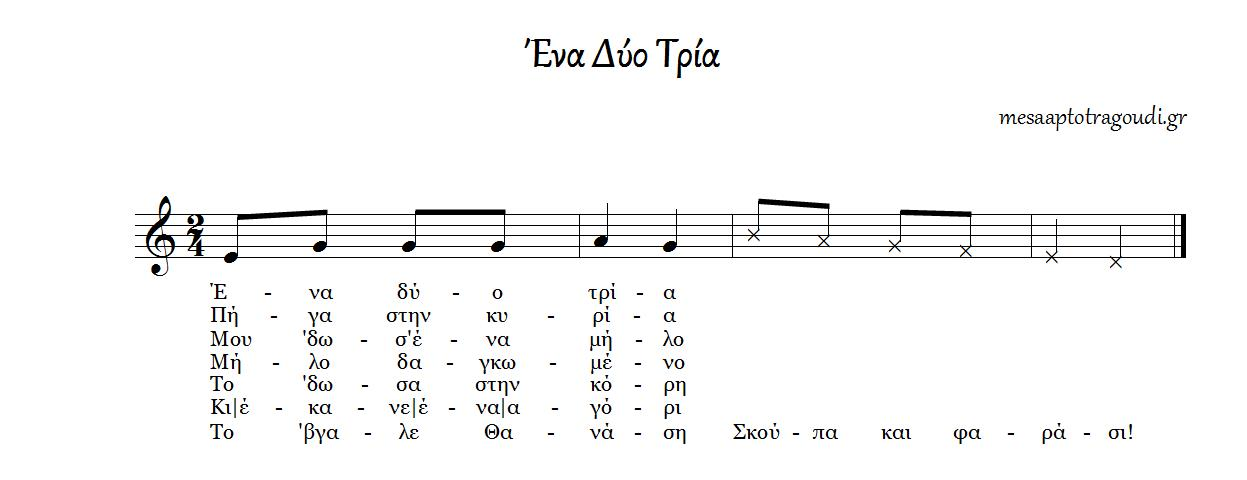 Ένα Δύο Τρία
mesaaptotragoudi.gr
2
4
Έ - να δύ - ο τρί - α
Πή - γα στην κυ - ρί - α
Μου 'δω - σ'έ - να μή - λο
Μή - λο δα - γκω - μέ - νο
Το 'δω - σα στην κό - ρη
Κι|έ - κα - νε|έ - να|α - γό - ρι
Το 'βγα - λε Θα - νά - ση Σκού - πα και φα - ρά - σι!